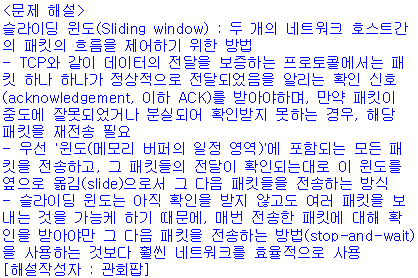 <문제 해설>
슬라이딩 윈도(Sliding window) : 두 개의 네트워크 호스트간
의 패킷의 흐름을 제어하기 위한 방법
- TCP와 같이 데이터의 전달을 보증하는 프로토콜에서는 패
킷 하나 하나가 정상적으로 전달되었음을 알리는 확인 신호
(acknowledgement, 이하 ACK)를 받아야하며, 만약 패킷이
중도에 잘못되었거나 분실되어 확인받지 못하는 경우, 해당
패킷을 재전송 필요
- 우선 '윈도(메모리 버퍼의 일정 영역)'에 포함되는 모든 패
킷을 전송하고, 그 패킷들의 전달이 확인되는대로 이 윈도를
옆으로 옮김(slide)으로서 그 다음 패킷들을 전송하는 방식
- 슬라이딩 윈도는 아직 확인을 받지 않고도 여러 패킷을 보
내는 것을 가능케 하기 때문에, 매번 전송한 패킷에 대해 확
인을 받아야만 그 다음 패킷을 전송하는 방법(stop-and-wait)
을 사용하는 것보다 훨씬 네트워크를 효율적으로 사용
[해설작성자 : 관회팝]